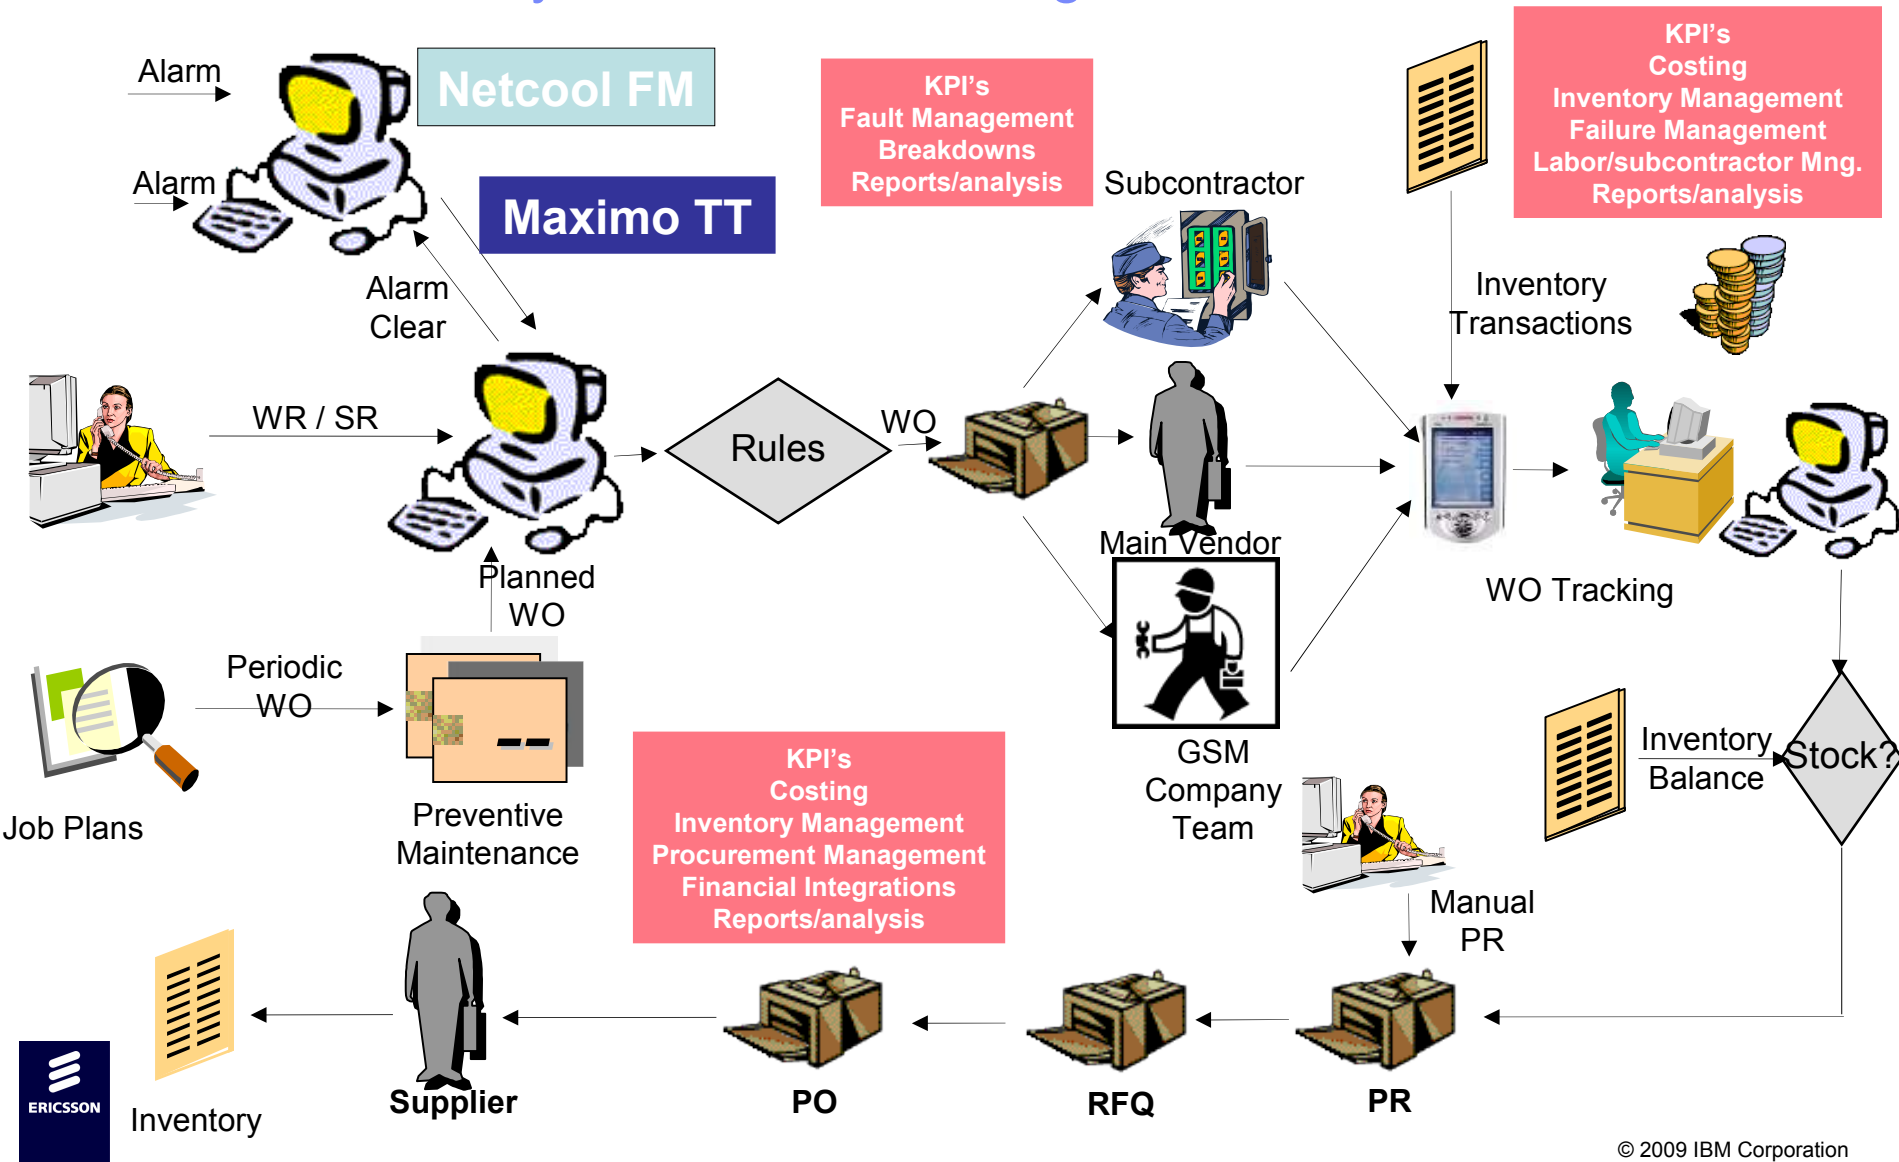 Alarm
Netcool FM
Alarm
Maximo TT
Alarm
Clear
KPI's
Fault Management
Breakdowns
Reports/analysis
Subcontractor
KPI's
Costing
Inventory Management
Failure Management
Labor/subcontractor Mng.
Reports/analysis
Inventory
Transactions
WR / SR
Rules
WO
Main Vendor
WO Tracking
Planned
WO
Periodic
WO
Job Plans
Preventive
Maintenance
KPI's
Costing
Inventory Management
Procurement Management
Financial Integrations
Reports/analysis
GSM
Company
Team
Inventory
Balance
Stock?
Manual
PR
ERICSSON
Inventory
Supplier
PO
RFQ
PR
© 2009 IBM Corporation